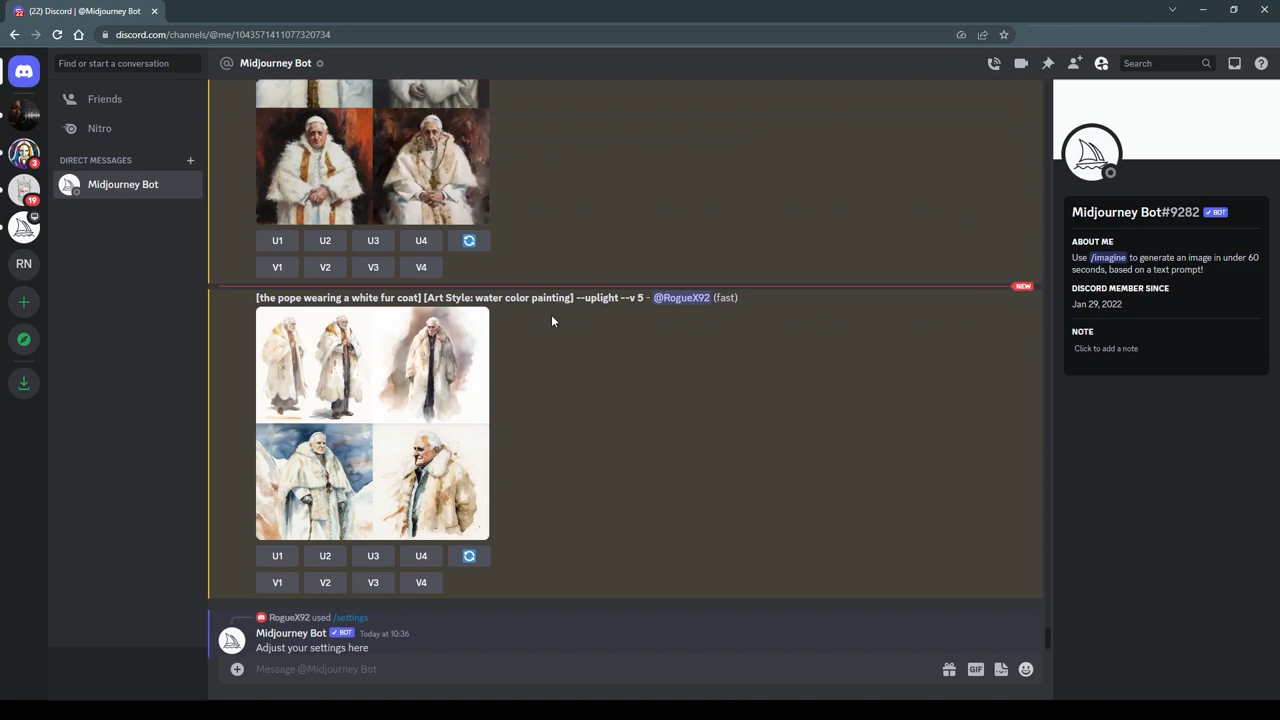 22
(22) Discord | @Midjourney Bot
discord.com/channels/@me/1043571411077320734
Find or start a conversation
Midjourney Bot
Search
Friends
Nitro
DIRECT MESSAGES
Midjourney Bot
3
19
RN
U1 U2 U3 U4
V1 V2 V3 V4
NEW
[the pope wearing a white fur coat] [Art Style: water color painting] --uplight --v 5 - @RogueX92 (fast)
U1 U2 U3 U4
V1 V2 V3 V4
RogueX92 used /settings
Midjourney Bot ✓ BOT Today at 10:36
Adjust your settings here
Message @Midjourney Bot
GIF
Midjourney Bot#9282 ✓ BOT
ABOUT ME
Use /imagine to generate an image in under 60
seconds, based on a text prompt!
DISCORD MEMBER SINCE
Jan 29, 2022
NOTE
Click to add a note